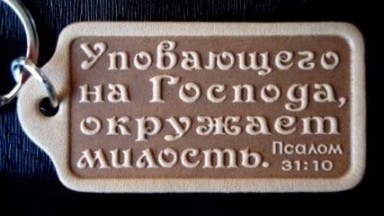 Уповающего
на Господа,
окружает
милость. Псалом
31:10